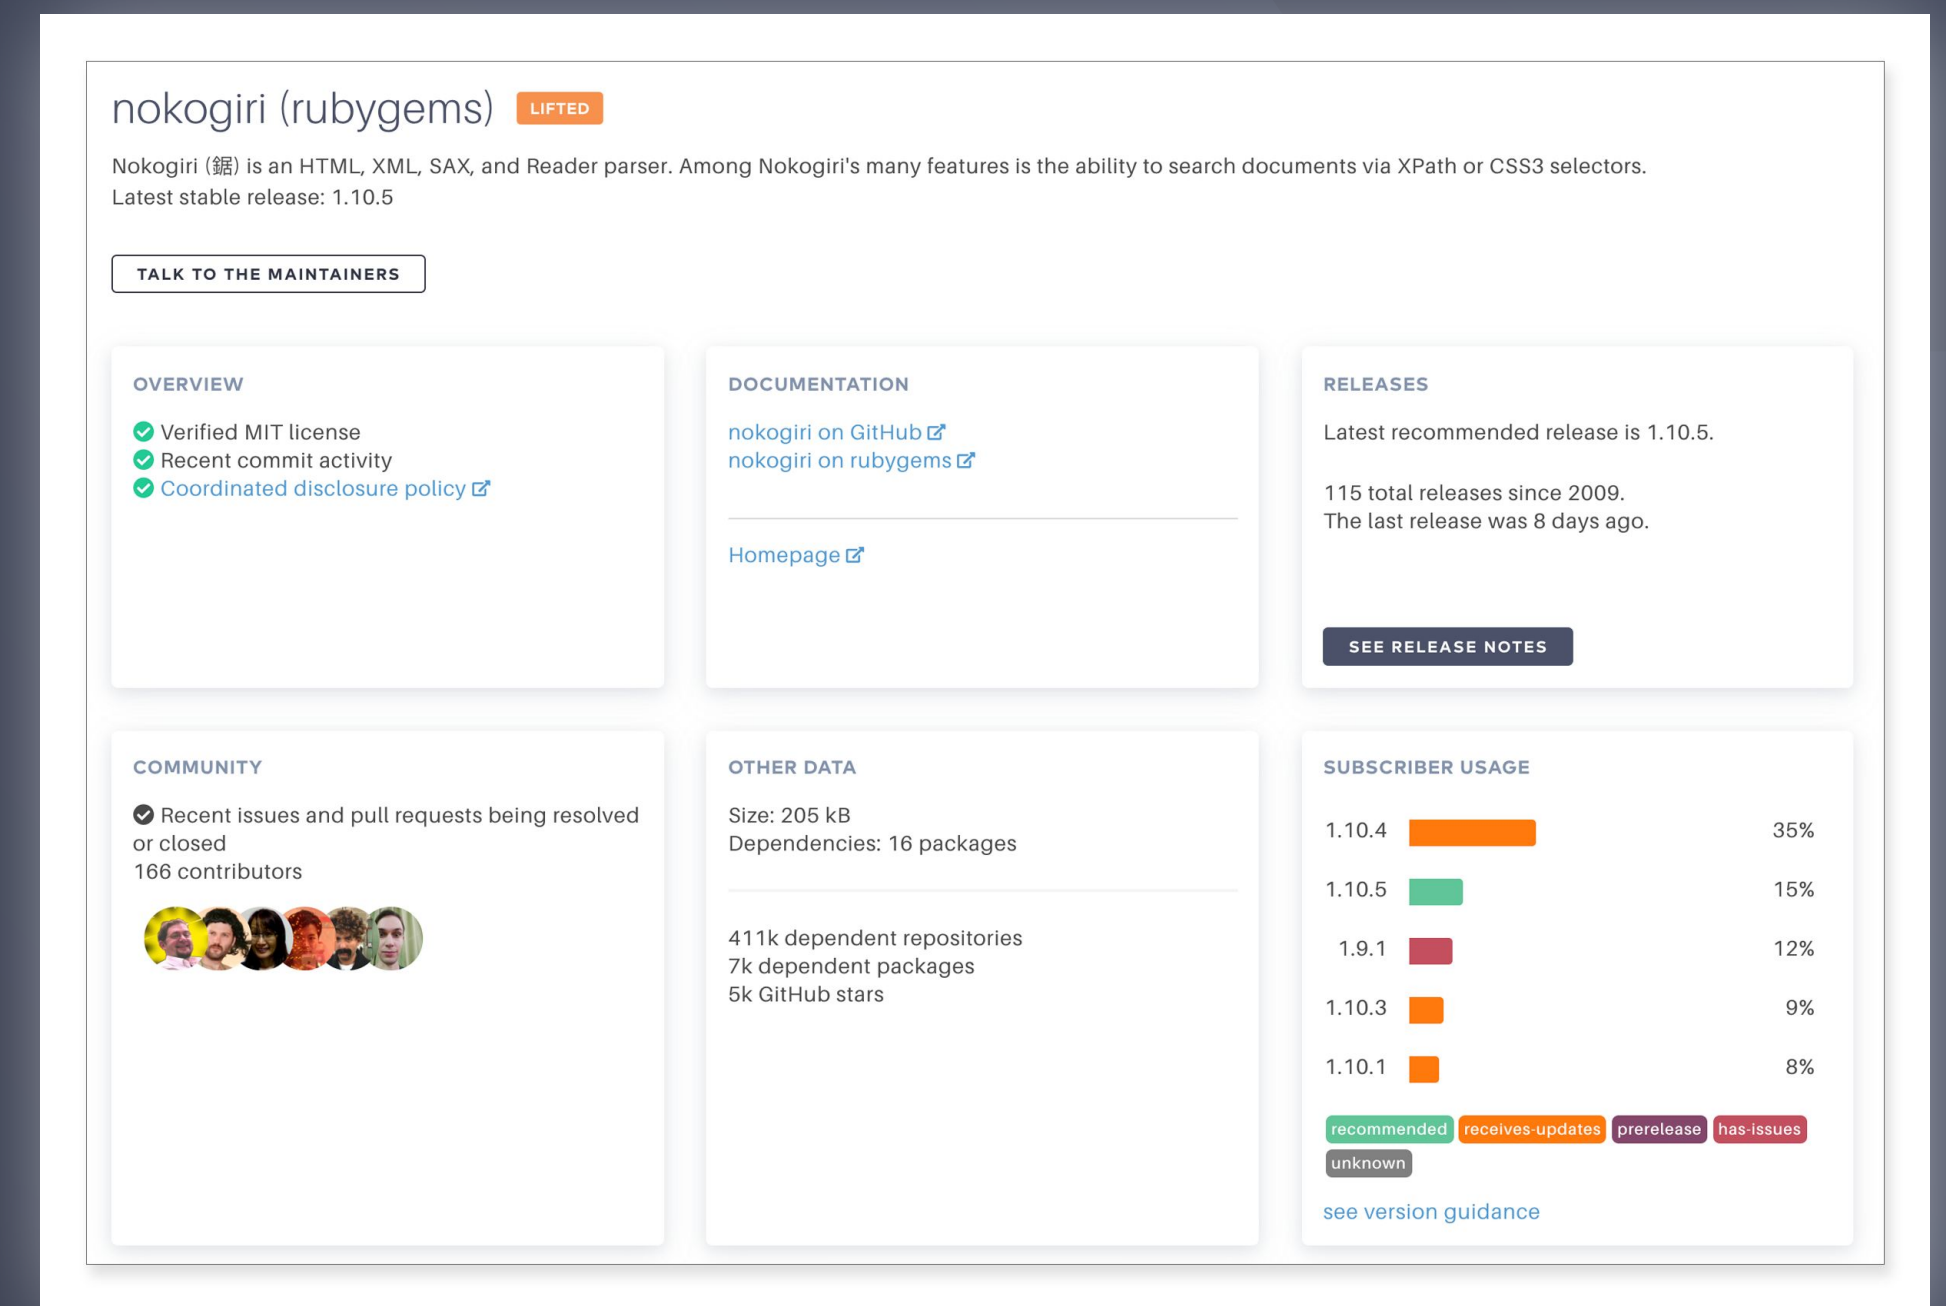 nokogiri (rubygems) LIFTED
Nokogiri (鋸) is an HTML, XML, SAX, and Reader parser. Among Nokogiri's many features is the ability to search documents via XPath or CSS3 selectors.
Latest stable release: 1.10.5
TALK TO THE MAINTAINERS
OVERVIEW
Verified MIT license
Recent commit activity
Coordinated disclosure policy
DOCUMENTATION
nokogiri on GitHub
nokogiri on rubygems
Homepage
RELEASES
Latest recommended release is 1.10.5.
115 total releases since 2009.
The last release was 8 days ago.
SEE RELEASE NOTES
COMMUNITY
Recent issues and pull requests being resolved
or closed
166 contributors
OTHER DATA
Size: 205 kB
Dependencies: 16 packages
411k dependent repositories
7k dependent packages
5k GitHub stars
SUBSCRIBER USAGE
1.10.4 35%
1.10.5 15%
1.9.1 12%
1.10.3 9%
1.10.1 8%
recommended receives-updates prerelease has-issues
unknown
see version guidance